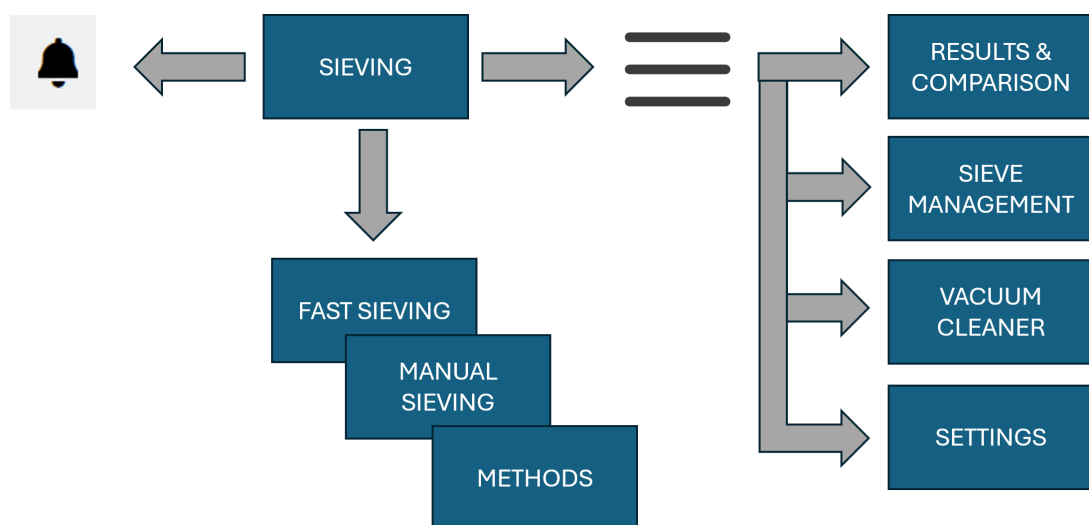 SIEVING
RESULTS &
COMPARISON
SIEVE
MANAGEMENT
VACUUM
CLEANER
SETTINGS
FAST SIEVING
MANUAL
SIEVING
METHODS